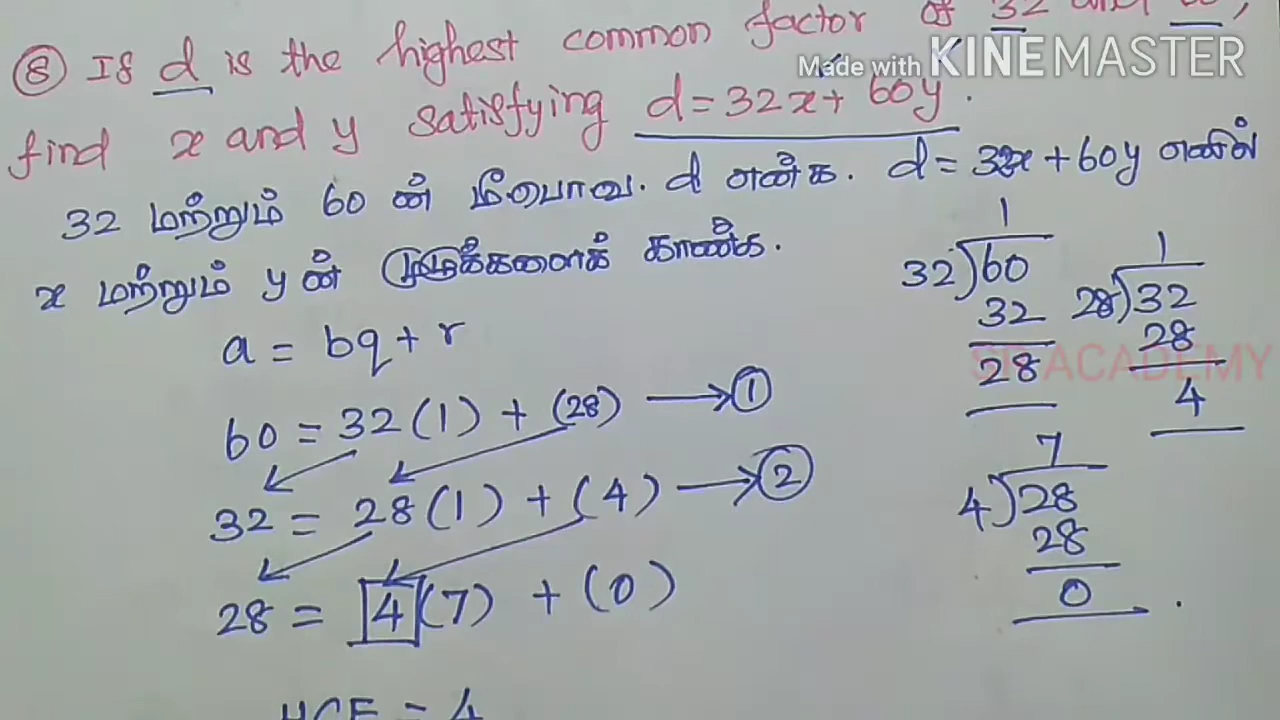 ⑧ If d is the highest common factor of 32 and 60,
Made with KINEMASTER
find x and y satisfying d = 32x + 60y.
32 மற்றும் 60 ன் மீபொவ. d என்க. d = 32x + 60y எனில்
x மற்றும் y ன் முழுக்களைக் காண்க.
a = bq + r
60 = 32(1) + (28) → ①
32 = 28(1) + (4) → ②
28 = 4(7) + (0)
HCF = 4
1
32)60
32
28
1
28)32
28
4
ACADEMY
7
4)28
28
0